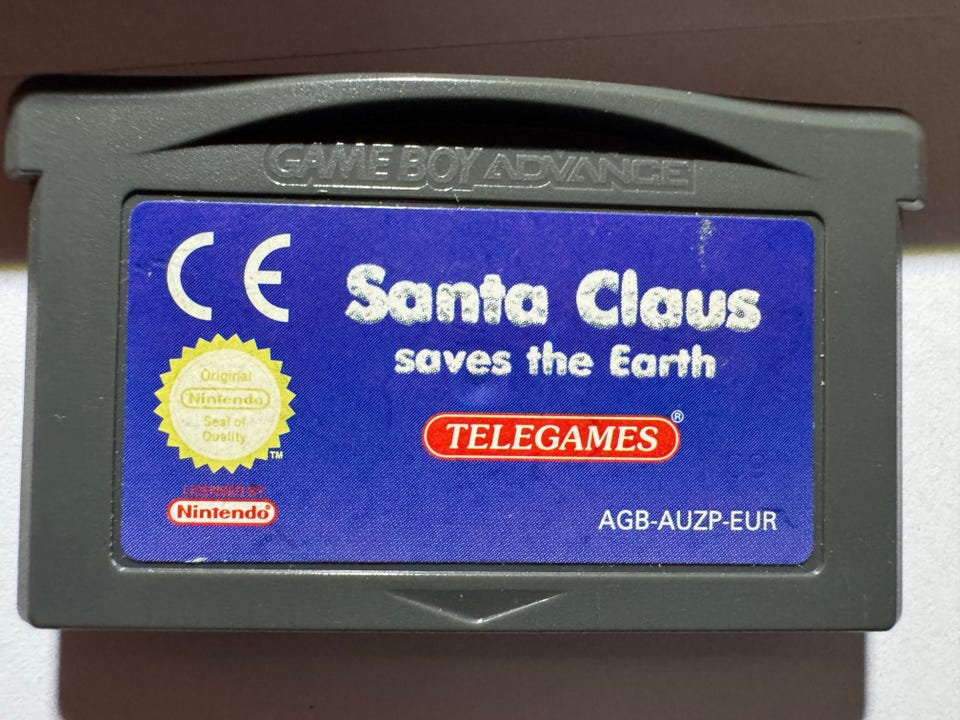 GAME BOY ADVANCE
CE
Santa Claus
saves the Earth
Original
Nintendo
Seal of
Quality
TM
TELEGAMES®
LICENSED BY
Nintendo®
AGB-AUZP-EUR